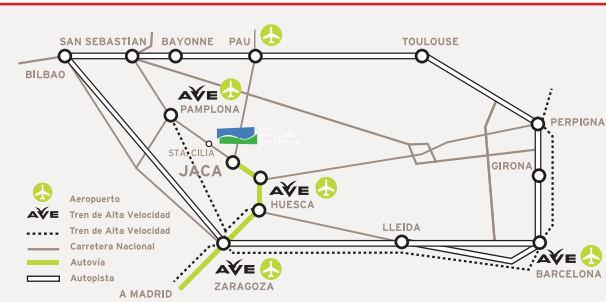 SAN SEBASTIAN
BAYONNE
PAU
TOULOUSE
BILBAO
AVE
PAMPLONA
PERPIGNA
STA. CILIA
JACA
GIRONA
AVE
HUESCA
LLEIDA
AVE
ZARAGOZA
AVE
BARCELONA
A MADRID
Aeropuerto
AVE Tren de Alta Velocidad
Tren de Alta Velocidad
Carretera Nacional
Autovía
Autopista